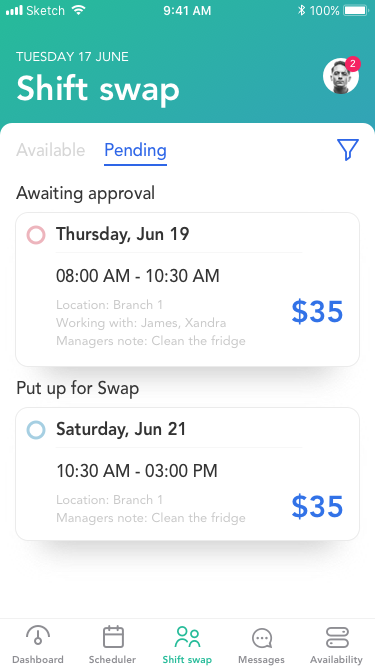 Sketch 9:41 AM 100%
TUESDAY 17 JUNE
Shift swap
2
Available Pending
Awaiting approval
Thursday, Jun 19
08:00 AM - 10:30 AM
Location: Branch 1
Working with: James, Xandra
Managers note: Clean the fridge
$35
Put up for Swap
Saturday, Jun 21
10:30 AM - 03:00 PM
Location: Branch 1
Managers note: Clean the fridge
$35
Dashboard Scheduler Shift swap Messages Availability